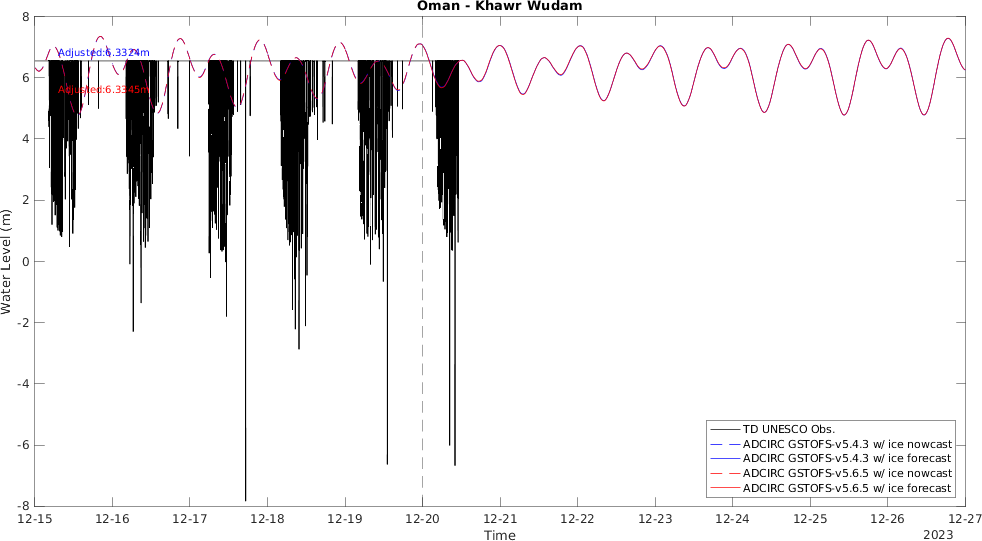 Oman - Khawr Wudam
8
6
4
2
0
-2
-4
-6
-8
Water Level (m)
Adjusted:6.3324m
Adjusted:6.3345m
TD UNESCO Obs.
ADCIRC GSTOFS-v5.4.3 w/ ice nowcast
ADCIRC GSTOFS-v5.4.3 w/ ice forecast
ADCIRC GSTOFS-v5.6.5 w/ ice nowcast
ADCIRC GSTOFS-v5.6.5 w/ ice forecast
12-15 12-16 12-17 12-18 12-19 12-20 12-21 12-22 12-23 12-24 12-25 12-26 12-27
Time
2023